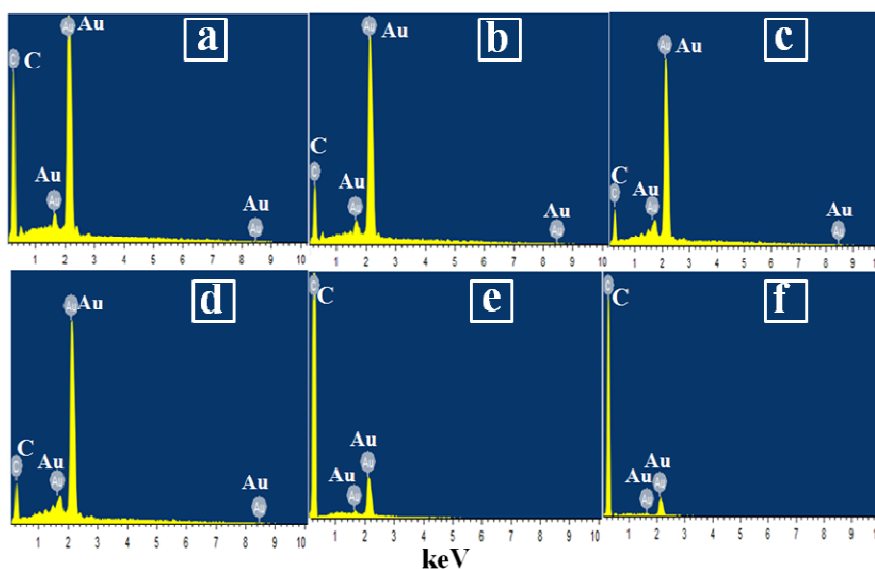 a
C Au Au Au
1 2 3 4 5 6 7 8 9 10
b
C Au Au Au
1 2 3 4 5 6 7 8 9 10
c
C Au Au Au
1 2 3 4 5 6 7 8 9 1
d
C Au Au Au
1 2 3 4 5 6 7 8 9 10
e
C Au Au
1 2 3 4 5 6 7 8 9 10
f
C Au Au
1 2 3 4 5 6 7 8 9
keV